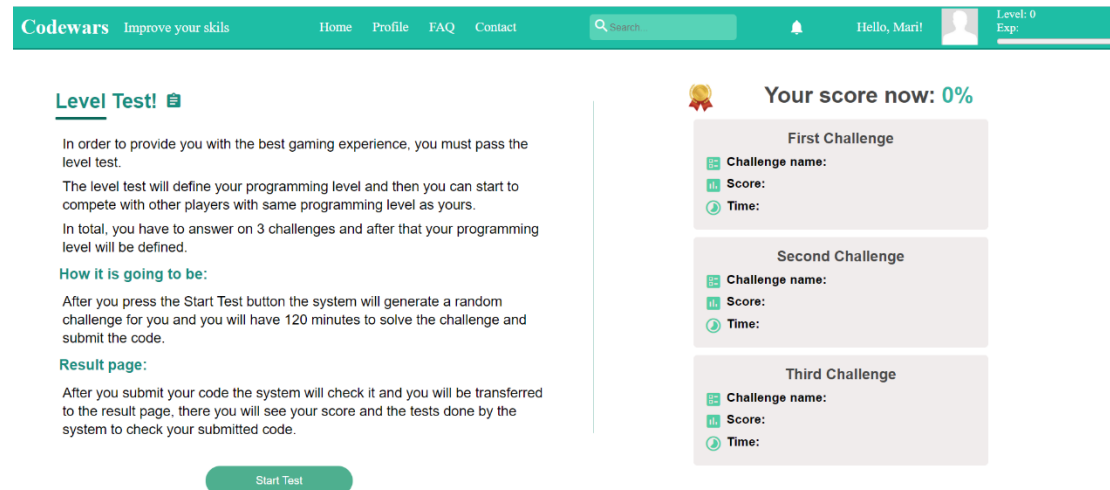 Codewars Improve your skils Home Profile FAQ Contact Search... Hello, Mari! Level: 0
Exp:
Level Test!
In order to provide you with the best gaming experience, you must pass the
level test.
The level test will define your programming level and then you can start to
compete with other players with same programming level as yours.
In total, you have to answer on 3 challenges and after that your programming
level will be defined.
How it is going to be:
After you press the Start Test button the system will generate a random
challenge for you and you will have 120 minutes to solve the challenge and
submit the code.
Result page:
After you submit your code the system will check it and you will be transferred
to the result page, there you will see your score and the tests done by the
system to check your submitted code.
Start Test
Your score now: 0%
First Challenge
Challenge name:
Score:
Time:
Second Challenge
Challenge name:
Score:
Time:
Third Challenge
Challenge name:
Score:
Time: